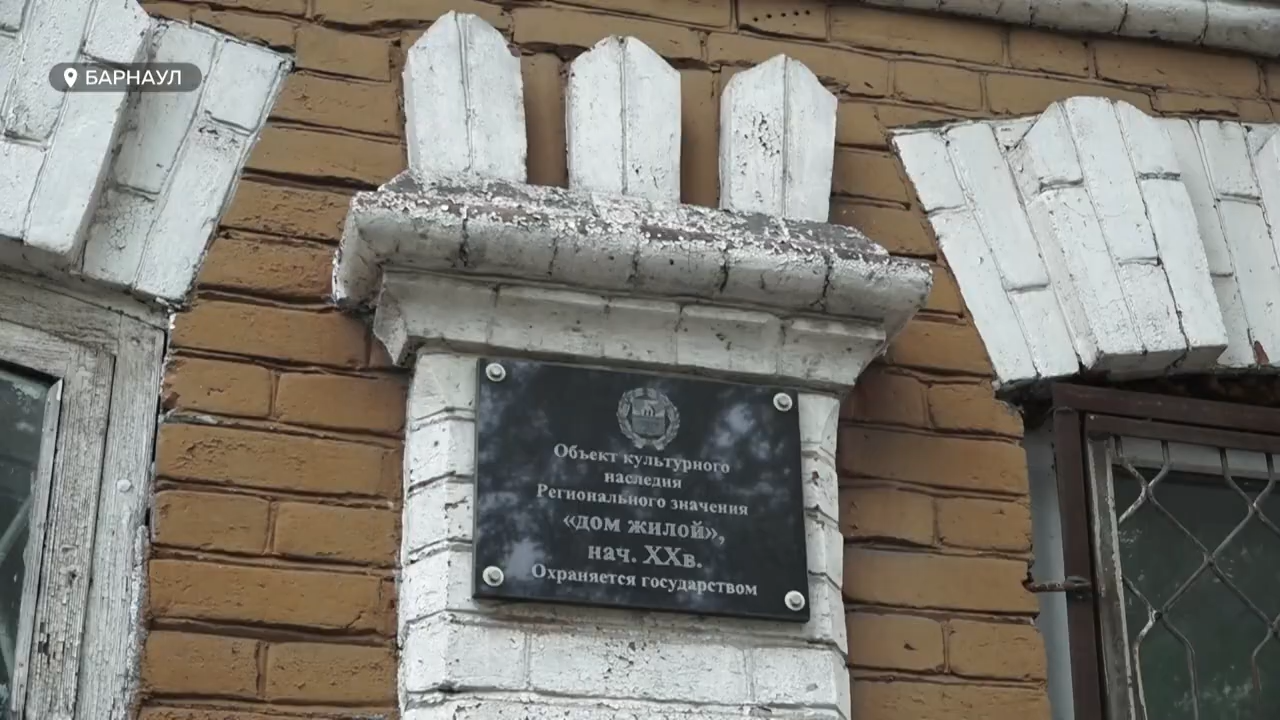 БАРНАУЛ
Объект культурного
наследия
Регионального значения
«дом жилой»,
нач. XXв.
Охраняется государством